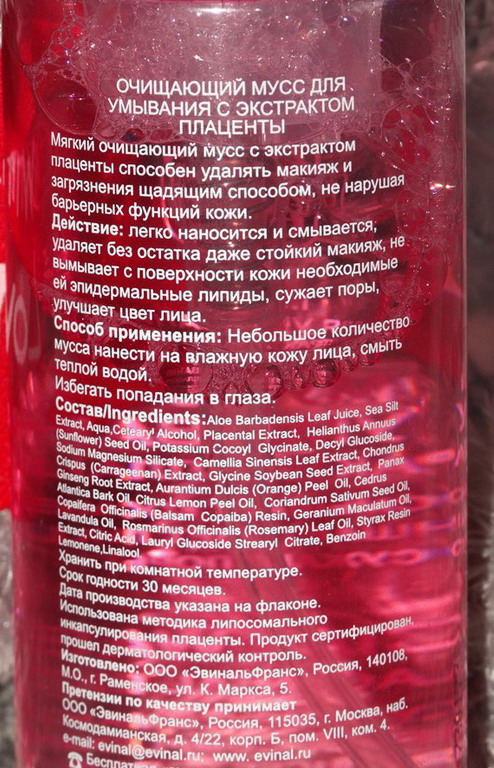 ОЧИЩАЮЩИЙ МУСС ДЛЯ
УМЫВАНИЯ С ЭКСТРАКТОМ
ПЛАЦЕНТЫ
Мягкий очищающий мусс с экстрактом
плаценты способен удалять макияж и
загрязнения щадящим способом, не нарушая
барьерных функций кожи.
Действие: легко наносится и смывается;
удаляет без остатка даже стойкий макияж, не
вымывает с поверхности кожи необходимые
ей эпидермальные липиды, сужает поры,
улучшает цвет лица.
Способ применения: Небольшое количество
мусса нанести на влажную кожу лица, смыть
теплой водой.
Избегать попадания в глаза.
Состав/Ingredients:Aloe Barbadensis Leaf Juice, Sea Silt
Extract, Aqua,Cetearyl Alcohol, Placental Extract, Helianthus Annuus
(Sunflower) Seed Oil, Potassium Cocoyl Glycinate, Decyl Glucoside,
Sodium Magnesium Silicate, Camellia Sinensis Leaf Extract, Chondrus
Crispus (Carrageenan) Extract, Glycine Soybean Seed Extract, Panax
Ginseng Root Extract, Aurantium Dulcis (Orange) Peel Oil, Cedrus
Atlantica Bark Oil, Citrus Lemon Peel Oil, Coriandrum Sativum Seed Oil,
Copaifera Officinalis (Balsam Copaiba) Resin, Geranium Maculatum Oil,
Lavandula Oil, Rosmarinus Officinalis (Rosemary) Leaf Oil, Styrax Resin
Extract, Citric Acid, Lauryl Glucoside Strearyl Citrate, Benzoin
Lemonene,Linalool
Хранить при комнатной температуре.
Срок годности 30 месяцев.
Дата производства указана на флаконе.
Использована методика липосомального
инкапсулирования плаценты. Продукт сертифицирован,
прошел дерматологический контроль.
Изготовлено: ООО «ЭвинальФранс», Россия, 140108,
М.О., г. Раменское, ул. К. Маркса, 5.
Претензии по качеству принимает
ООО «ЭвинальФранс», Россия, 115035, г. Москва, наб.
Космодамианская, д. 4/22, корп. Б, пом. VIII, ком. 4.
e-mail: evinal@evinal.ru; www. evinal.ru